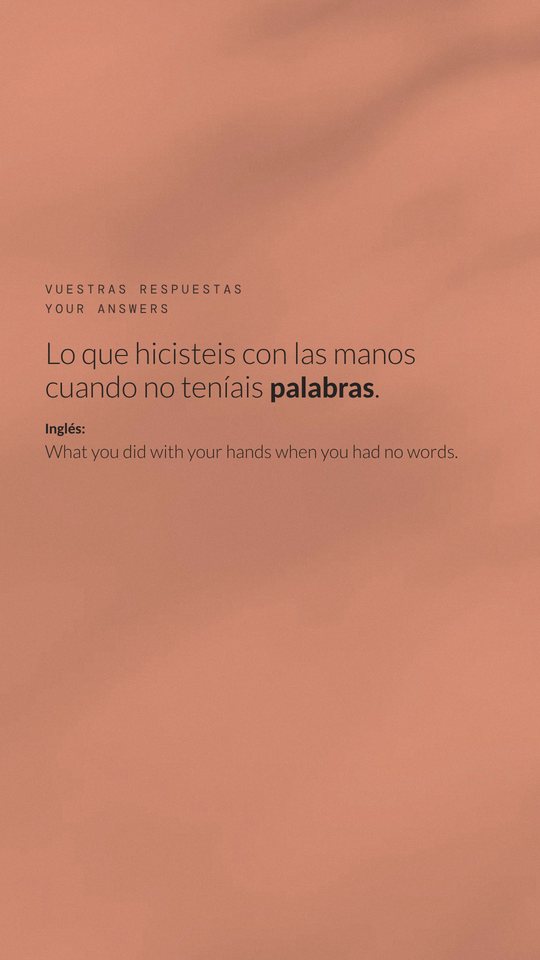 VUESTRAS RESPUESTAS
YOUR ANSWERS
Lo que hicisteis con las manos
cuando no teníais palabras.
Inglés:
What you did with your hands when you had no words.